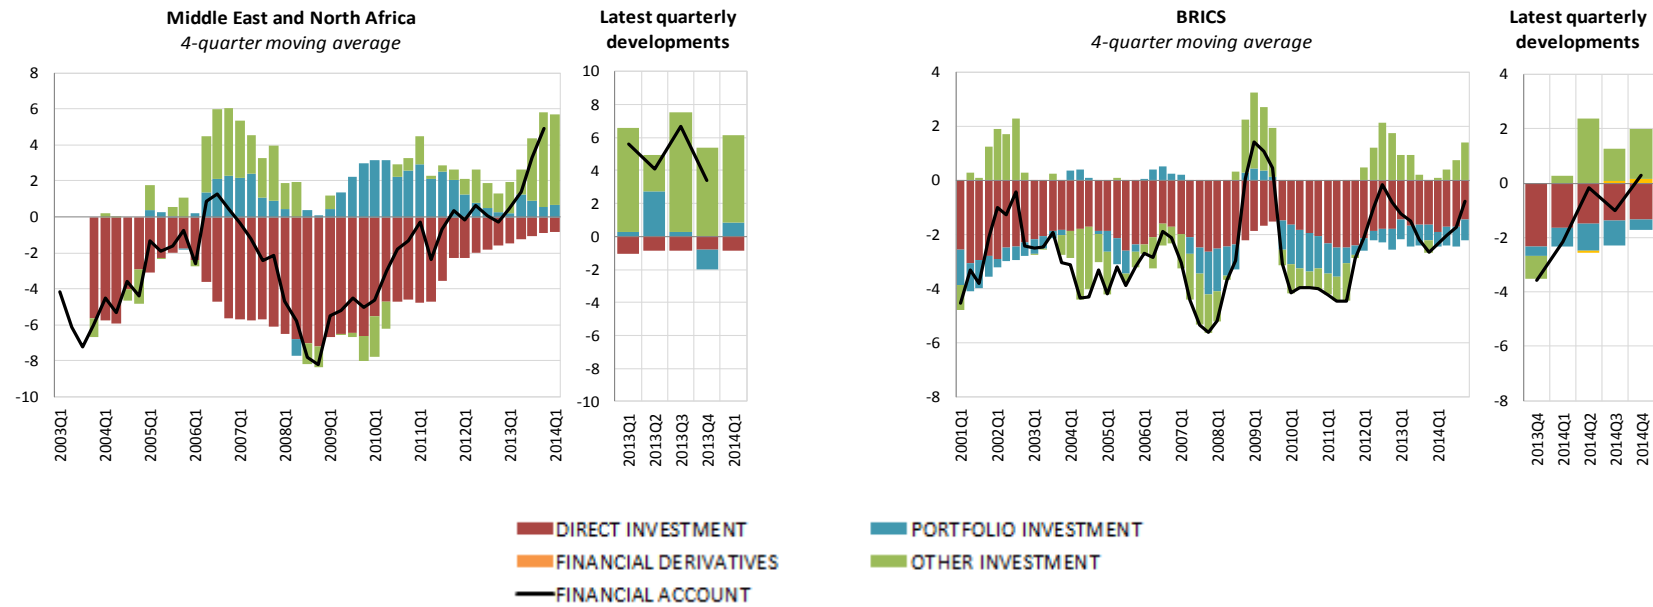 Middle East and North Africa
4-quarter moving average
8
6
4
2
0
-2
-4
-6
-8
-10
2003Q1
2004Q1
2005Q1
2006Q1
2007Q1
2008Q1
2009Q1
2010Q1
2011Q1
2012Q1
2013Q1
2014Q1
Latest quarterly
developments
10
8
6
4
2
0
-2
-4
-6
-8
-10
2013Q1
2013Q2
2013Q3
2013Q4
2014Q1
BRICS
4-quarter moving average
4
2
0
-2
-4
-6
-8
2001Q1
2002Q1
2003Q1
2004Q1
2005Q1
2006Q1
2007Q1
2008Q1
2009Q1
2010Q1
2011Q1
2012Q1
2013Q1
2014Q1
Latest quarterly
developments
4
2
0
-2
-4
-6
-8
2013Q4
2014Q1
2014Q2
2014Q3
2014Q4
DIRECT INVESTMENT
PORTFOLIO INVESTMENT
FINANCIAL DERIVATIVES
OTHER INVESTMENT
FINANCIAL ACCOUNT